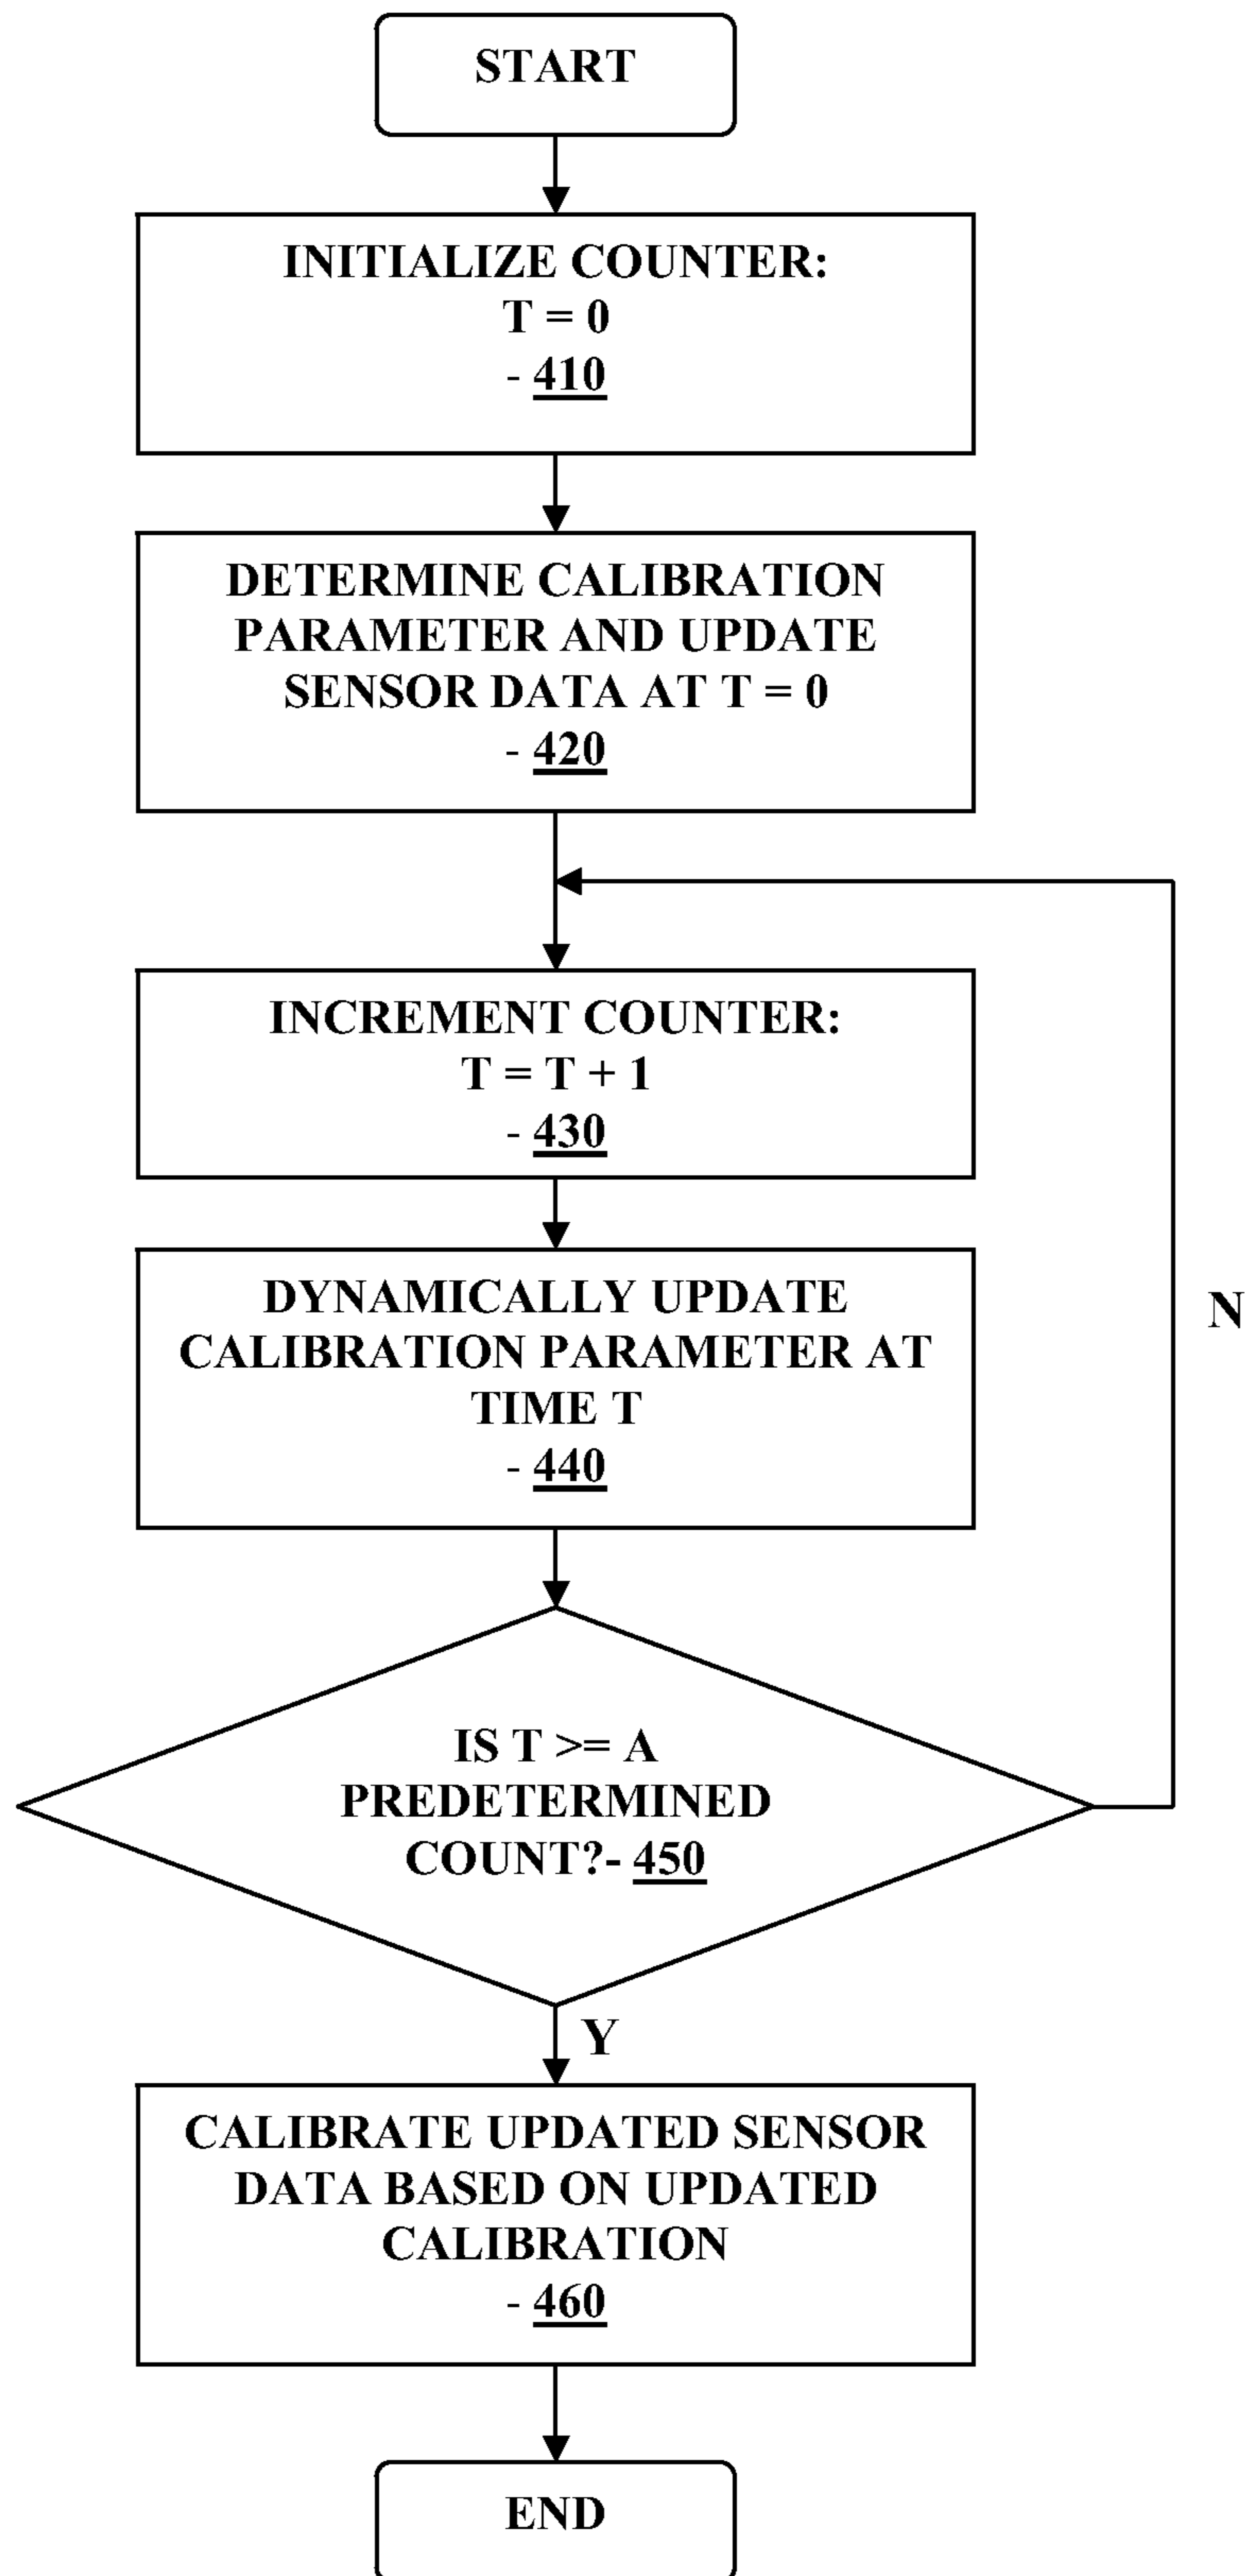 START
INITIALIZE COUNTER:
T = 0
- 410
DETERMINE CALIBRATION
PARAMETER AND UPDATE
SENSOR DATA AT T = 0
- 420
INCREMENT COUNTER:
T = T + 1
- 430
DYNAMICALLY UPDATE
CALIBRATION PARAMETER AT
TIME T
- 440
N
IS T >= A
PREDETERMINED
COUNT?- 450
Y
CALIBRATE UPDATED SENSOR
DATA BASED ON UPDATED
CALIBRATION
- 460
END